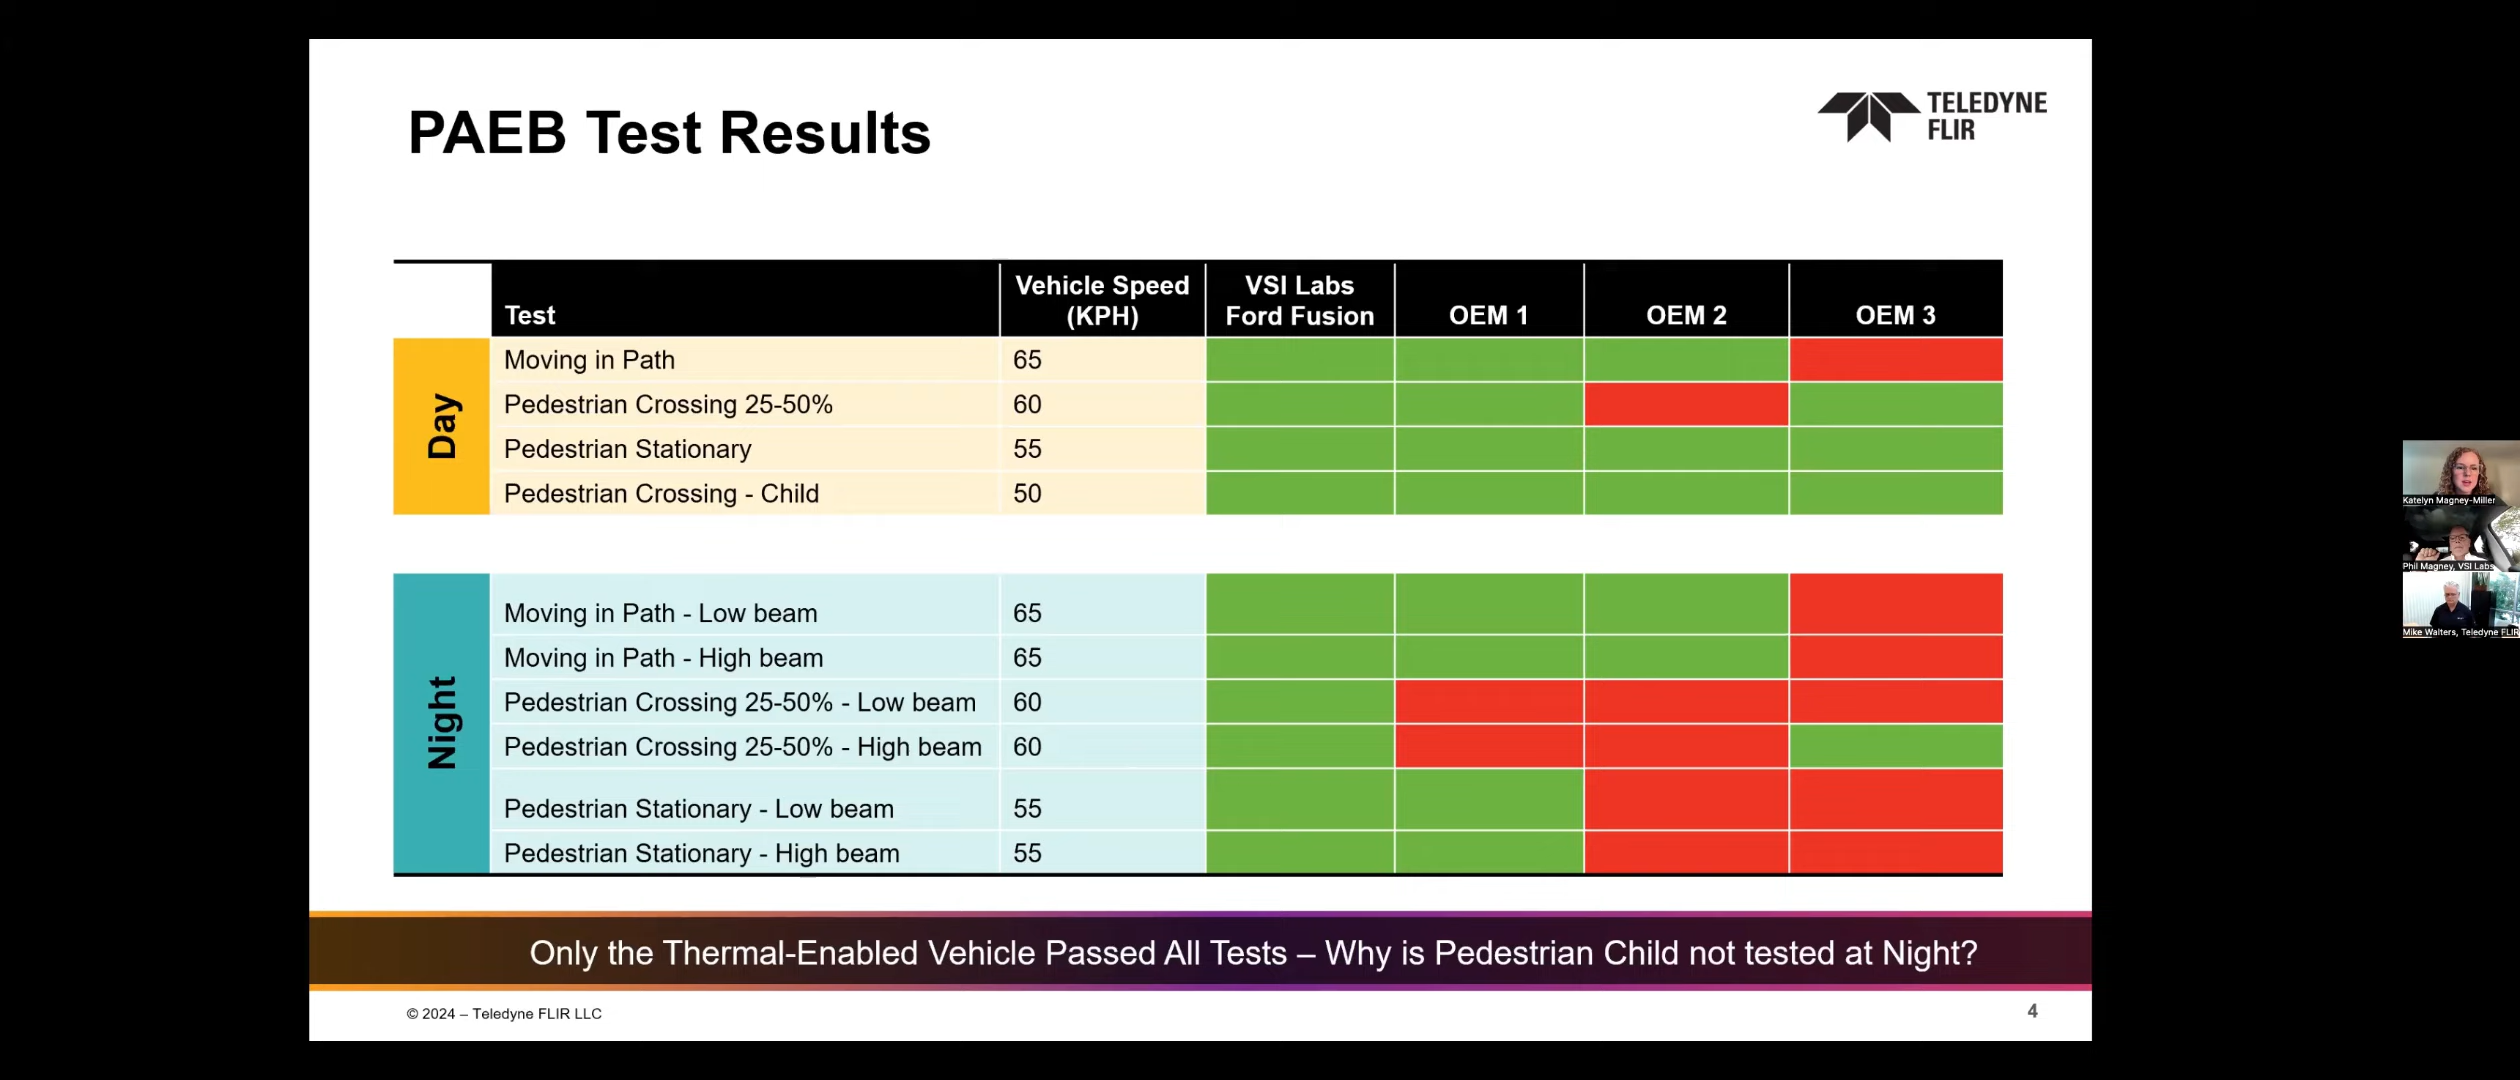 PAEB Test Results
TELEDYNE
FLIR
Test
Vehicle Speed
(KPH)
VSI Labs
Ford Fusion
OEM 1
OEM 2
OEM 3
Day
Moving in Path 65
Pedestrian Crossing 25-50% 60
Pedestrian Stationary 55
Pedestrian Crossing - Child 50
Night
Moving in Path - Low beam 65
Moving in Path - High beam 65
Pedestrian Crossing 25-50% - Low beam 60
Pedestrian Crossing 25-50% - High beam 60
Pedestrian Stationary - Low beam 55
Pedestrian Stationary - High beam 55
Only the Thermal-Enabled Vehicle Passed All Tests – Why is Pedestrian Child not tested at Night?
© 2024 – Teledyne FLIR LLC
4
Katelyn Magney-Miller
Phil Magney, VSI Labs
Mike Walters, Teledyne FLIR